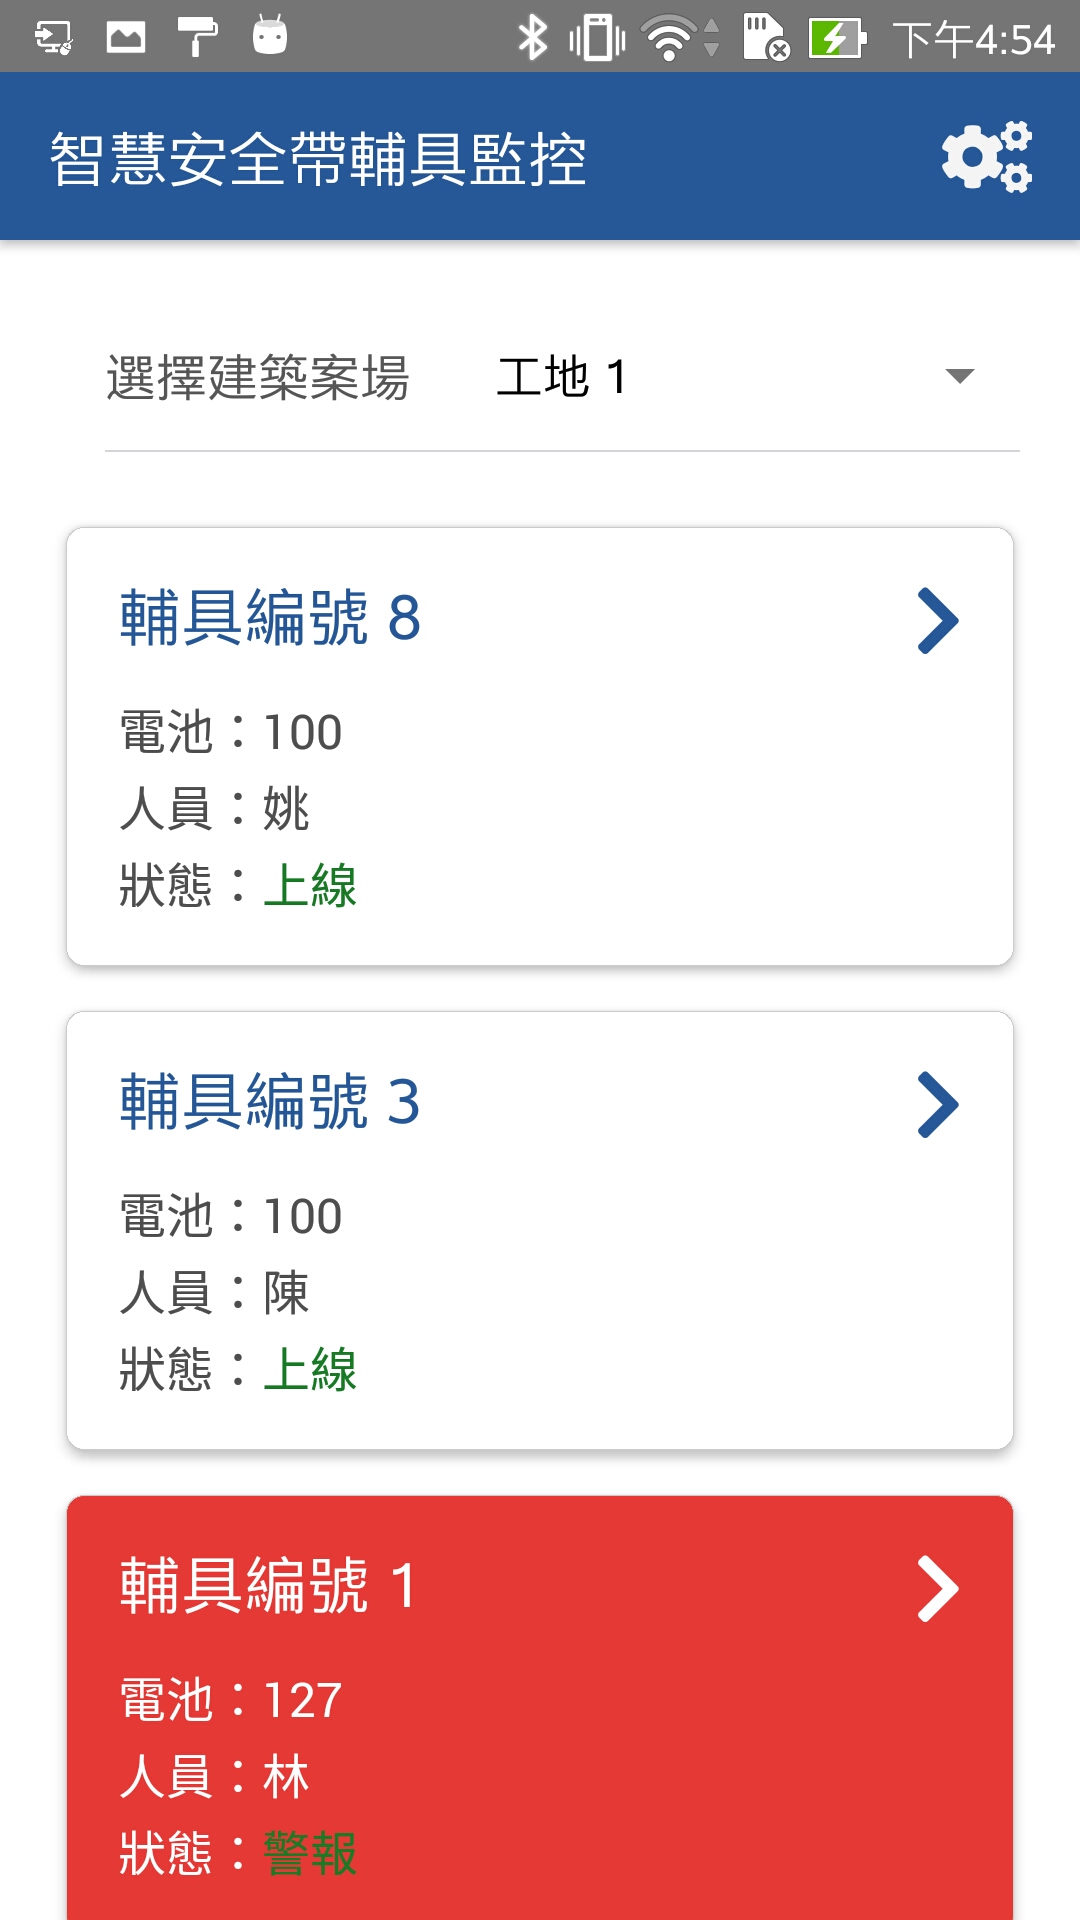 下午4:54
智慧安全帶輔具監控
選擇建築案場 工地 1
輔具編號 8
電池：100
人員：姚
狀態：上線
輔具編號 3
電池：100
人員：陳
狀態：上線
輔具編號 1
電池：127
人員：林
狀態：警報